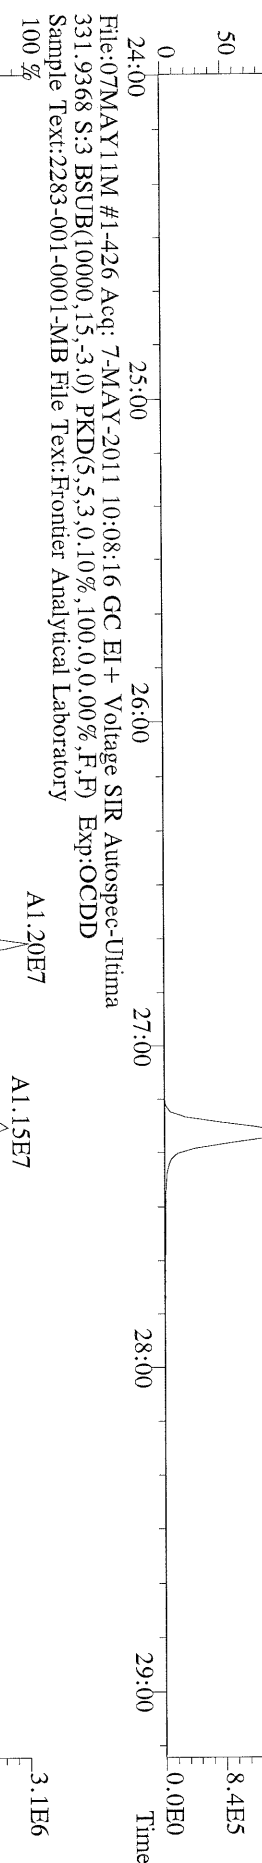 50
8.4E5
0
0.0E0
24:00
25:00
26:00
27:00
28:00
29:00
Time
File:07MAY11M #1-426 Acq: 7-MAY-2011 10:08:16 GC EI+ Voltage SIR Autospec-Ultima
331.9368 S:3 BSUB(10000,15,-3.0) PKD(5,5,3,0.10%,100.0,0.00%,F,F) Exp:OCDD
Sample Text:2283-001-0001-MB File Text:Frontier Analytical Laboratory
100 %
A1.20E7
A1.15E7
3.1E6